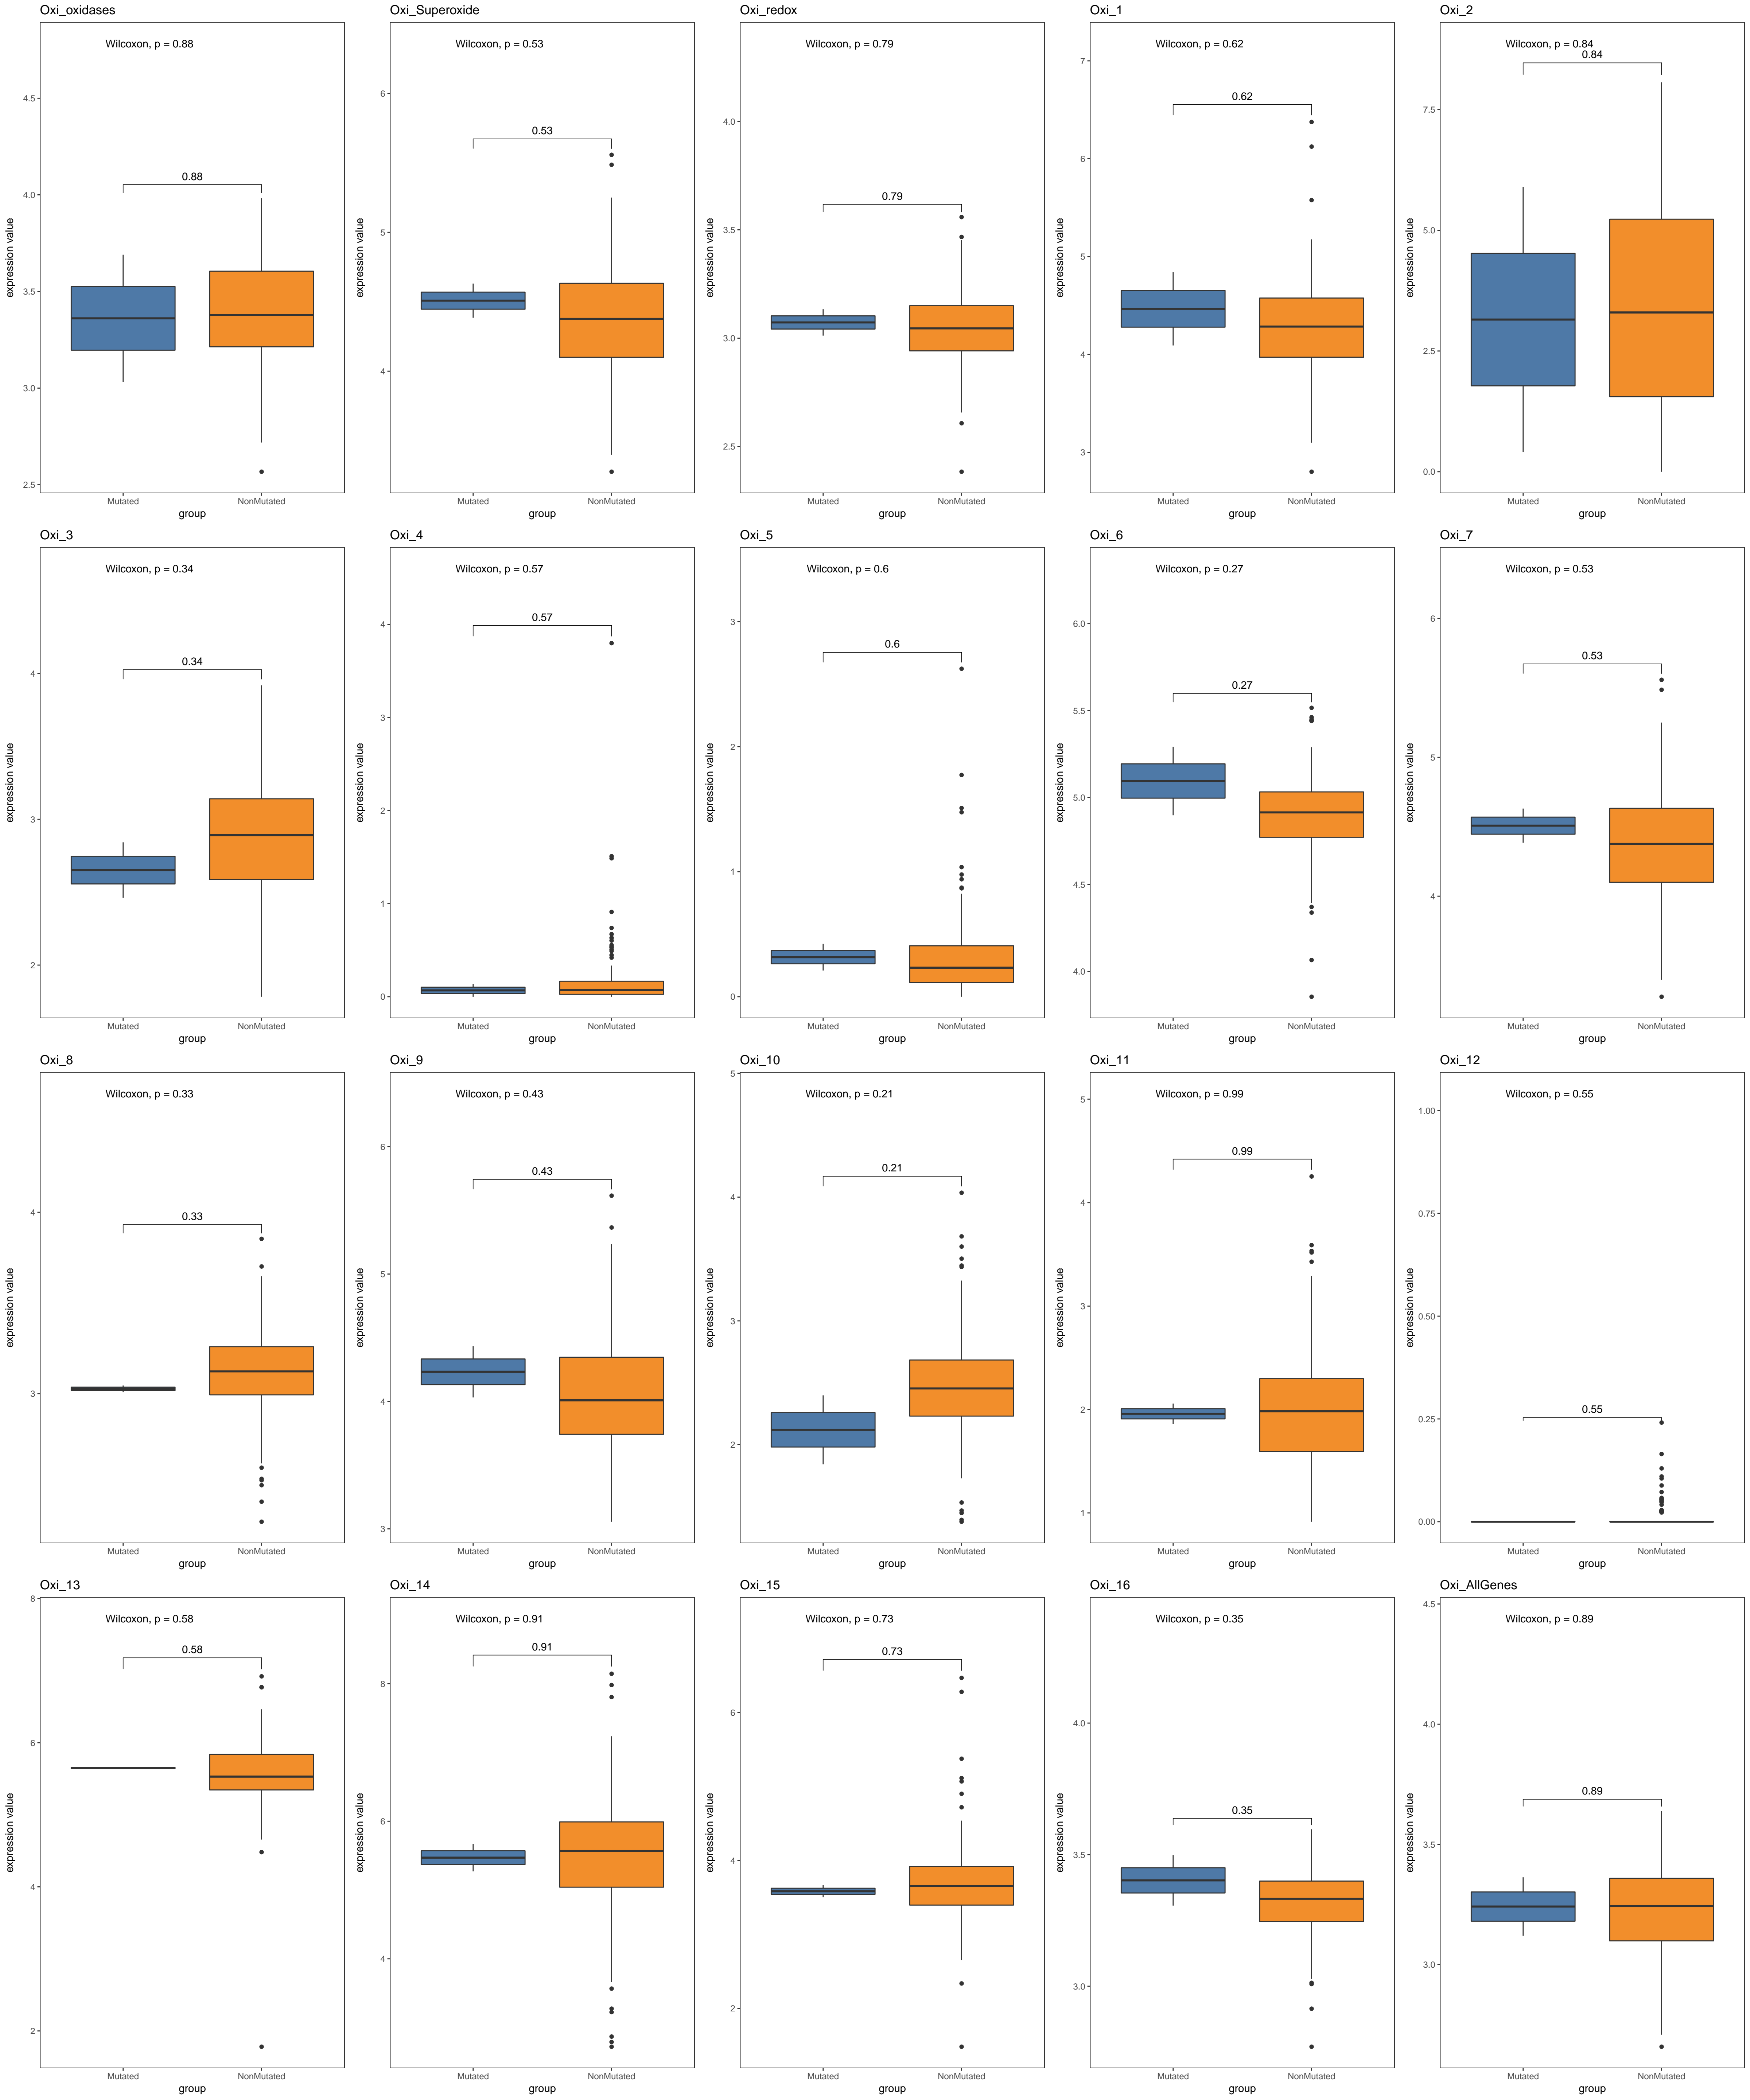 Oxi_oxidases
Wilcoxon, p = 0.88
0.88
4.5
4.0
3.5
3.0
2.5
expression value
Mutated
NonMutated
group
Oxi_Superoxide
Wilcoxon, p = 0.53
0.53
6
5
4
expression value
Mutated
NonMutated
group
Oxi_redox
Wilcoxon, p = 0.79
0.79
4.0
3.5
3.0
2.5
expression value
Mutated
NonMutated
group
Oxi_1
Wilcoxon, p = 0.62
0.62
7
6
5
4
3
expression value
Mutated
NonMutated
group
Oxi_2
Wilcoxon, p = 0.84
0.84
7.5
5.0
2.5
0.0
expression value
Mutated
NonMutated
group
Oxi_3
Wilcoxon, p = 0.34
0.34
4
3
2
expression value
Mutated
NonMutated
group
Oxi_4
Wilcoxon, p = 0.57
0.57
4
3
2
1
0
expression value
Mutated
NonMutated
group
Oxi_5
Wilcoxon, p = 0.6
0.6
3
2
1
0
expression value
Mutated
NonMutated
group
Oxi_6
Wilcoxon, p = 0.27
0.27
6.0
5.5
5.0
4.5
4.0
expression value
Mutated
NonMutated
group
Oxi_7
Wilcoxon, p = 0.53
0.53
6
5
4
expression value
Mutated
NonMutated
group
Oxi_8
Wilcoxon, p = 0.33
0.33
4
3
expression value
Mutated
NonMutated
group
Oxi_9
Wilcoxon, p = 0.43
0.43
6
5
4
3
expression value
Mutated
NonMutated
group
Oxi_10
Wilcoxon, p = 0.21
0.21
5
4
3
2
expression value
Mutated
NonMutated
group
Oxi_11
Wilcoxon, p = 0.99
0.99
5
4
3
2
1
expression value
Mutated
NonMutated
group
Oxi_12
Wilcoxon, p = 0.55
0.55
1.00
0.75
0.50
0.25
0.00
expression value
Mutated
NonMutated
group
Oxi_13
Wilcoxon, p = 0.58
0.58
8
6
4
2
expression value
Mutated
NonMutated
group
Oxi_14
Wilcoxon, p = 0.91
0.91
8
6
4
expression value
Mutated
NonMutated
group
Oxi_15
Wilcoxon, p = 0.73
0.73
6
4
2
expression value
Mutated
NonMutated
group
Oxi_16
Wilcoxon, p = 0.35
0.35
4.0
3.5
3.0
expression value
Mutated
NonMutated
group
Oxi_AllGenes
Wilcoxon, p = 0.89
0.89
4.5
4.0
3.5
3.0
expression value
Mutated
NonMutated
group